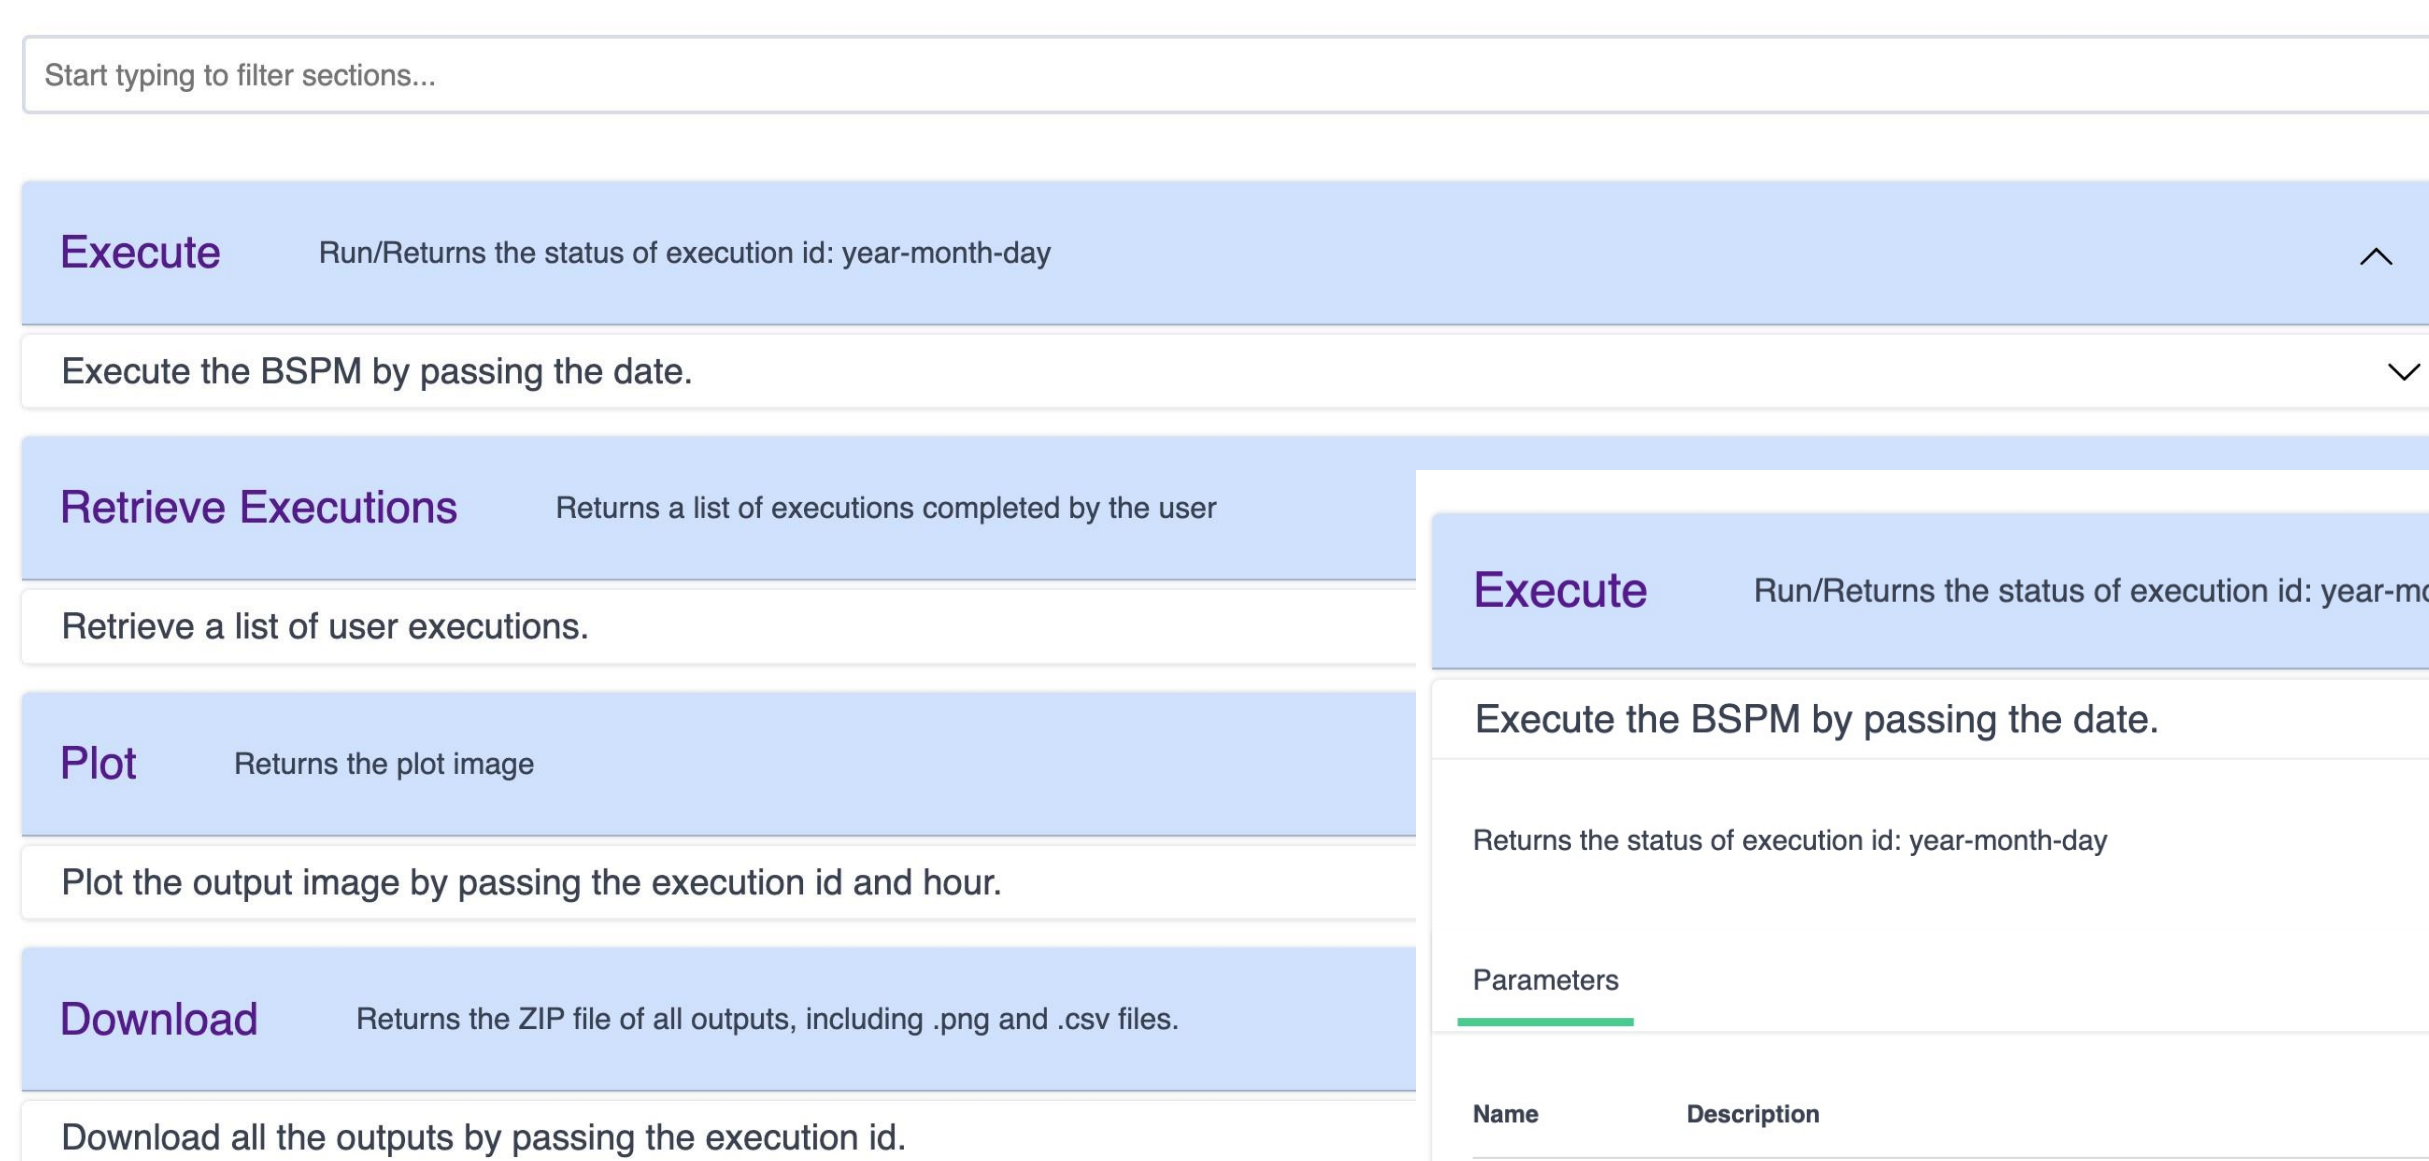 Start typing to filter sections...
Execute Run/Returns the status of execution id: year-month-day
Execute the BSPM by passing the date.
Retrieve Executions Returns a list of executions completed by the user
Retrieve a list of user executions.
Plot Returns the plot image
Plot the output image by passing the execution id and hour.
Download Returns the ZIP file of all outputs, including .png and .csv files.
Download all the outputs by passing the execution id.
Execute Run/Returns the status of execution id:
Execute the BSPM by passing the date.
Returns the status of execution id: year-month-day
Parameters
Name Description